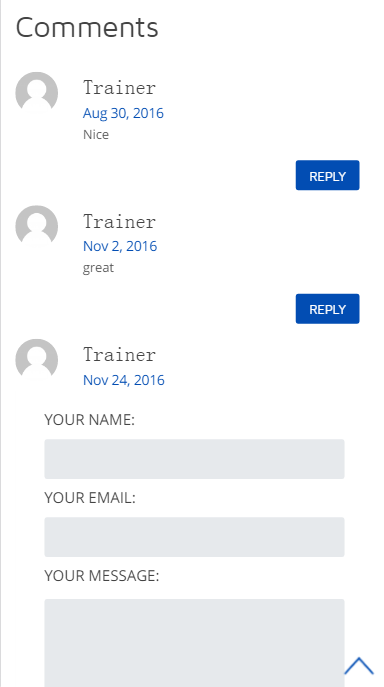 Comments
Trainer
Aug 30, 2016
Nice
REPLY
Trainer
Nov 2, 2016
great
REPLY
Trainer
Nov 24, 2016
YOUR NAME:
YOUR EMAIL:
YOUR MESSAGE: